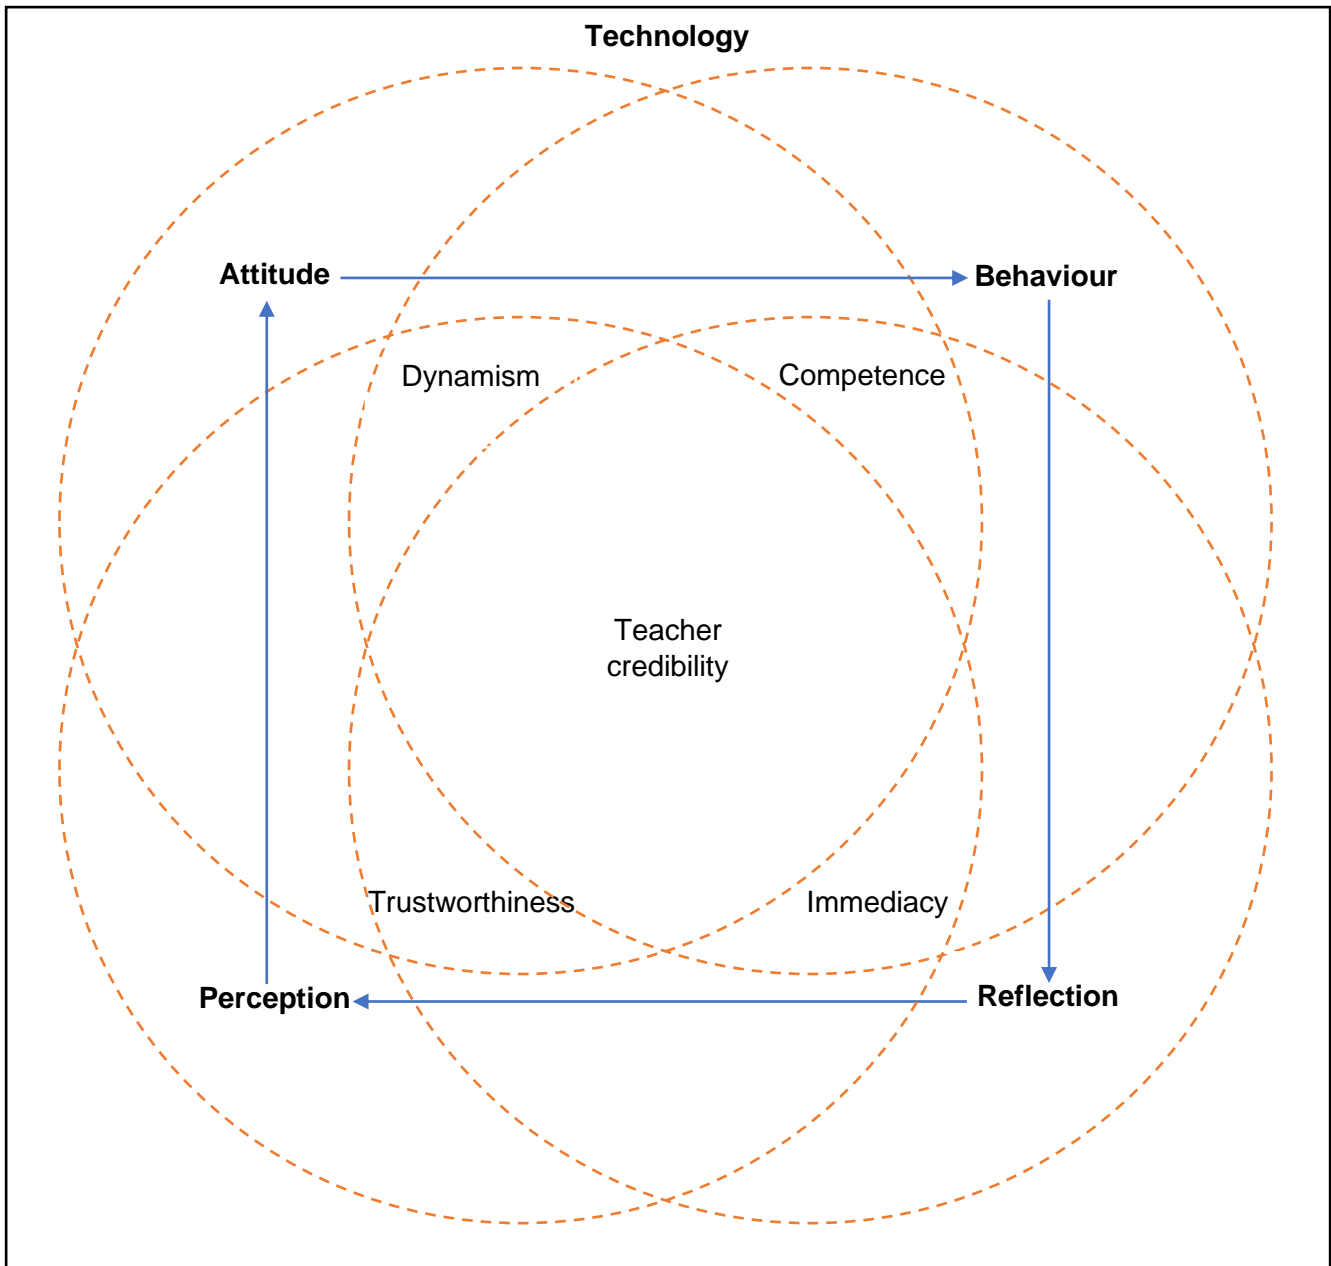 Technology
Attitude
Behaviour
Dynamism
Competence
Teacher
credibility
Trustworthiness
Immediacy
Perception
Reflection